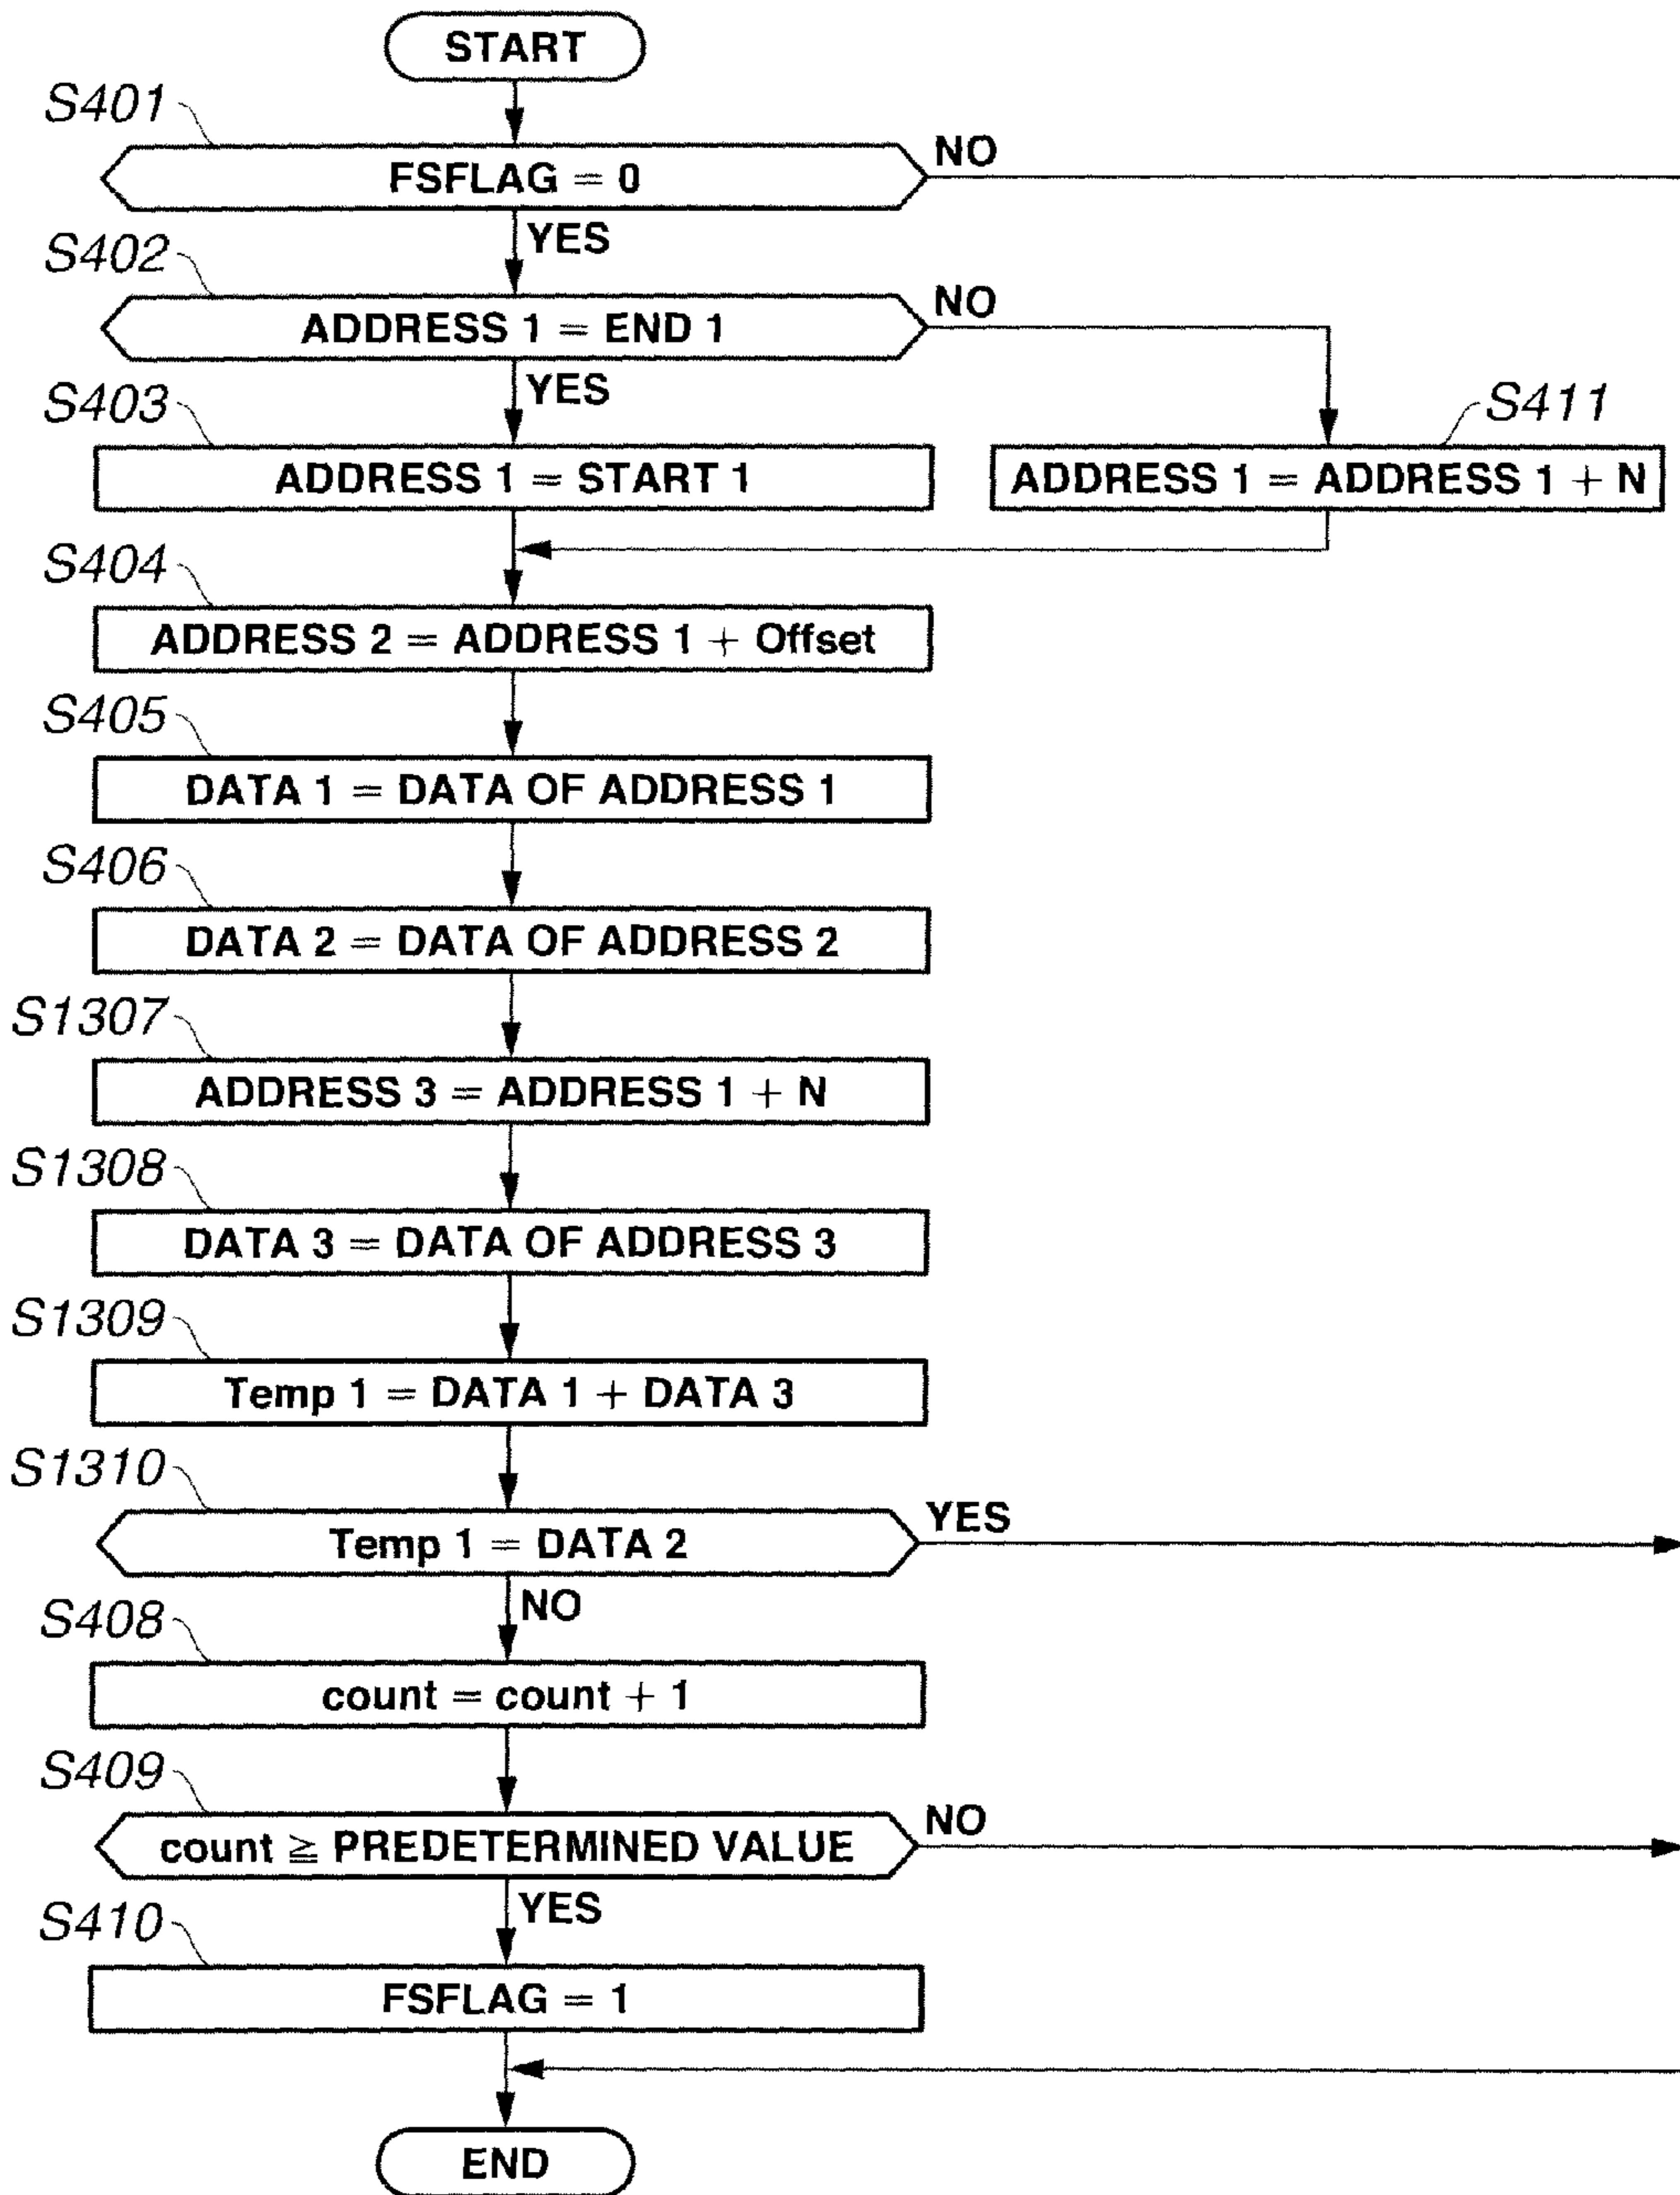 START
S401
FSFLAG = 0
NO
YES
S402
ADDRESS 1 = END 1
NO
YES
S403
ADDRESS 1 = START 1
S411
ADDRESS 1 = ADDRESS 1 + N
S404
ADDRESS 2 = ADDRESS 1 + Offset
S405
DATA 1 = DATA OF ADDRESS 1
S406
DATA 2 = DATA OF ADDRESS 2
S1307
ADDRESS 3 = ADDRESS 1 + N
S1308
DATA 3 = DATA OF ADDRESS 3
S1309
Temp 1 = DATA 1 + DATA 3
S1310
Temp 1 = DATA 2
YES
NO
S408
count = count + 1
S409
count ≧ PREDETERMINED VALUE
NO
YES
S410
FSFLAG = 1
END